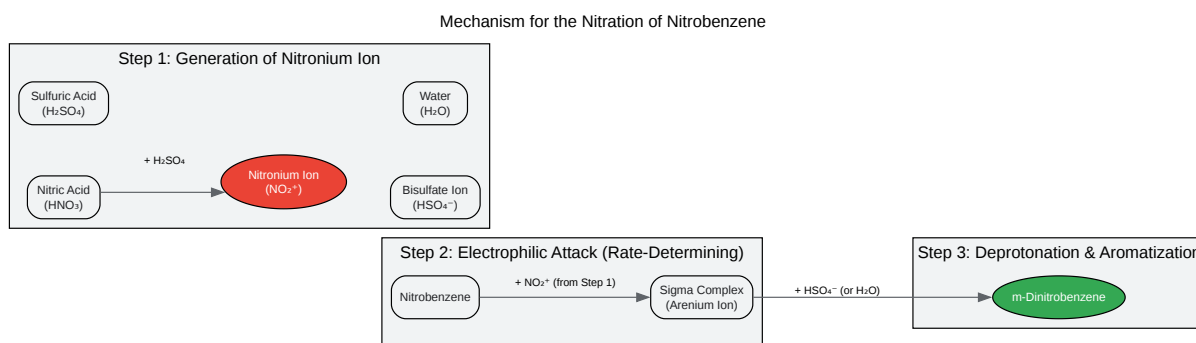 Mechanism for the Nitration of Nitrobenzene
Step 1: Generation of Nitronium Ion
Sulfuric Acid
(H₂SO₄)
Water
(H₂O)
+ H₂SO₄
Nitric Acid
(HNO₃)
Nitronium Ion
(NO₂⁺)
Bisulfate Ion
(HSO₄⁻)
Step 2: Electrophilic Attack (Rate-Determining)
Nitrobenzene
+ NO₂⁺ (from Step 1)
Sigma Complex
(Arenium Ion)
+ HSO₄⁻ (or H₂O)
Step 3: Deprotonation & Aromatization
m-Dinitrobenzene